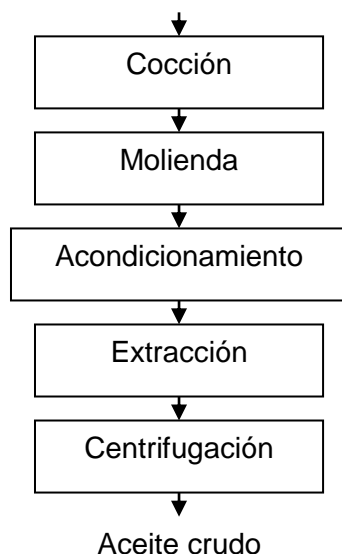 Cocción
Molienda
Acondicionamiento
Extracción
Centrifugación
Aceite crudo